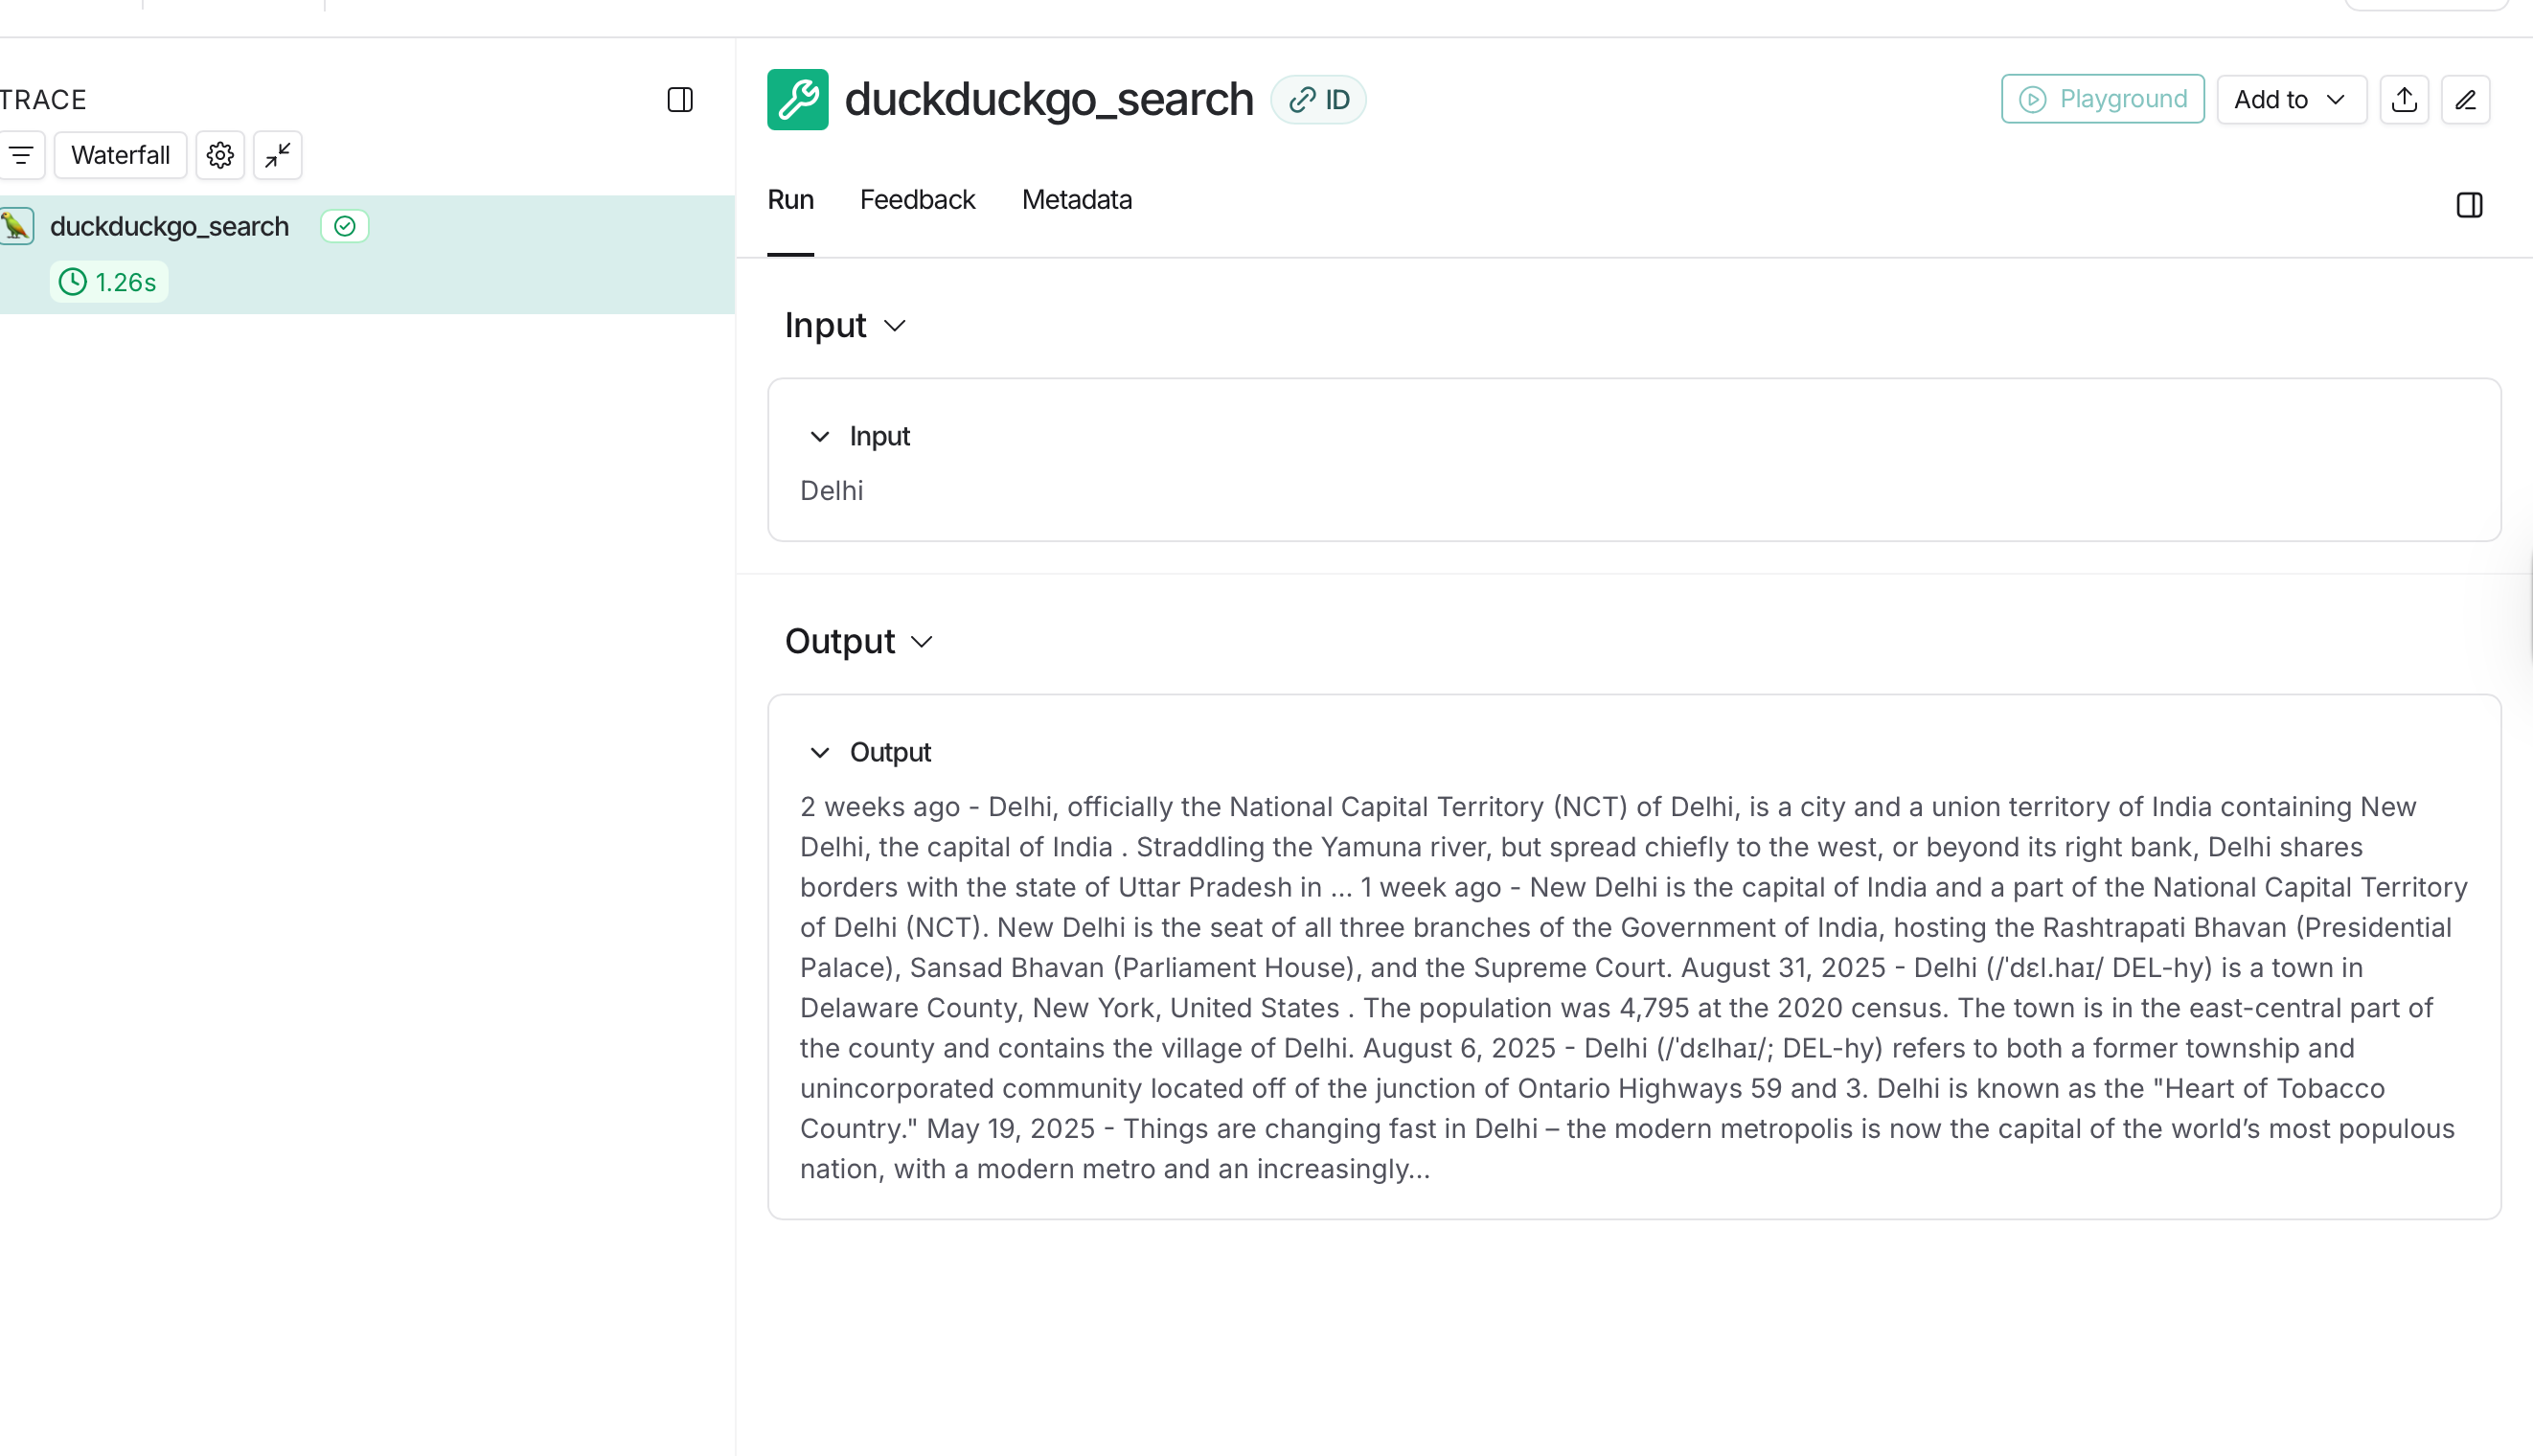 TRACE
Waterfall
duckduckgo_search
1.26s
duckduckgo_search
ID
Playground
Add to
Run
Feedback
Metadata
Input
Input
Delhi
Output
Output
2 weeks ago - Delhi, officially the National Capital Territory (NCT) of Delhi, is a city and a union territory of India containing New
Delhi, the capital of India . Straddling the Yamuna river, but spread chiefly to the west, or beyond its right bank, Delhi shares
borders with the state of Uttar Pradesh in ... 1 week ago - New Delhi is the capital of India and a part of the National Capital Territory
of Delhi (NCT). New Delhi is the seat of all three branches of the Government of India, hosting the Rashtrapati Bhavan (Presidential
Palace), Sansad Bhavan (Parliament House), and the Supreme Court. August 31, 2025 - Delhi (/ˈdɛl.haɪ/ DEL-hy) is a town in
Delaware County, New York, United States . The population was 4,795 at the 2020 census. The town is in the east-central part of
the county and contains the village of Delhi. August 6, 2025 - Delhi (/ˈdɛlhaɪ/; DEL-hy) refers to both a former township and
unincorporated community located off of the junction of Ontario Highways 59 and 3. Delhi is known as the "Heart of Tobacco
Country." May 19, 2025 - Things are changing fast in Delhi – the modern metropolis is now the capital of the world’s most populous
nation, with a modern metro and an increasingly...